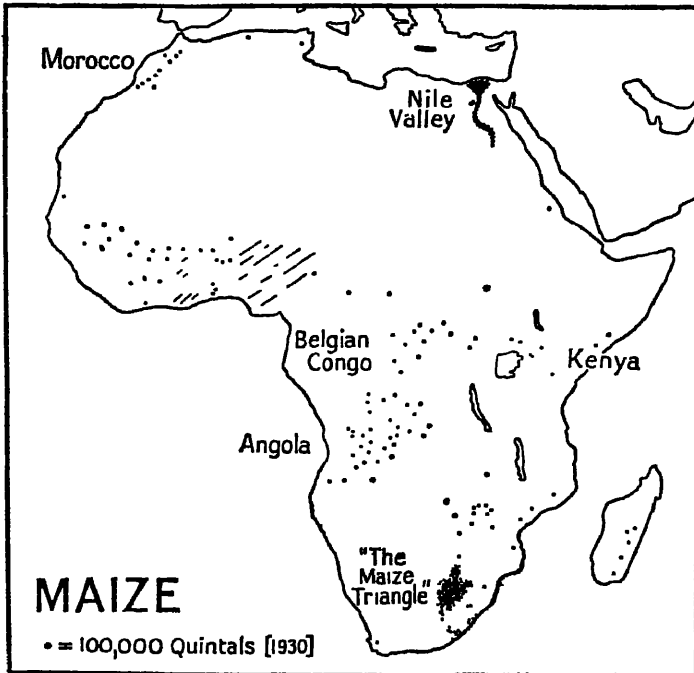 Morocco
Nile
Valley
Belgian
Congo
Kenya
Angola
"The
Maize
Triangle"
MAIZE
• = 100,000 Quintals [1930]